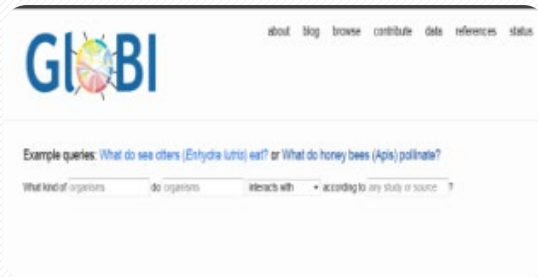 about blog browse contribute data references status
GLOBI
Example queries: What do sea otters (Enhydra lutris) eat? or What do honey bees (Apis) pollinate?
What kind of organisms do organisms interacts with according to any study or source ?